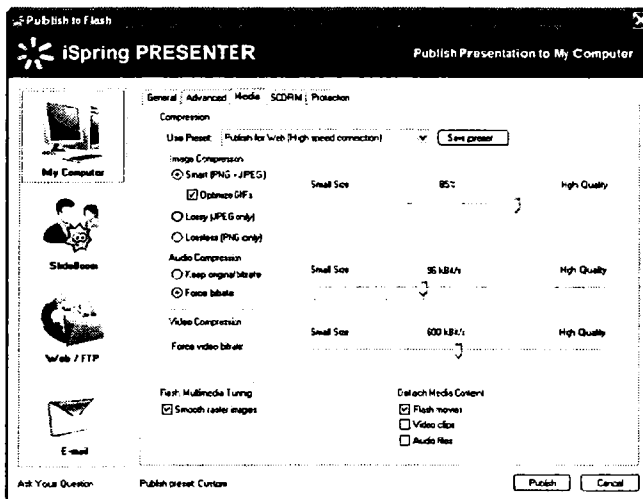 Publish to Flash
iSpring PRESENTER
Publish Presentation to My Computer
General Advanced Media SCORM Protection
Compression
Use Preset: Publish for Web (High speed connection) Save preset
Image Compression
Smart (PNG + JPEG)
Small Size 85% High Quality
Optimize GIFs
Lossy (JPEG only)
Lossless (PNG only)
Audio Compression
Keep original bitrate
Small Size 96 kBit/s High Quality
Force bitrate
Video Compression
Small Size 600 kBit/s High Quality
Force video bitrate
Flash Multimedia Tuning
Smooth raster images
Detach Media Content
Flash movies
Video clips
Audio files
My Computer
SlideBoom
Web / FTP
E-mail
Ask Your Question
Publish preset: Custom
Publish Cancel